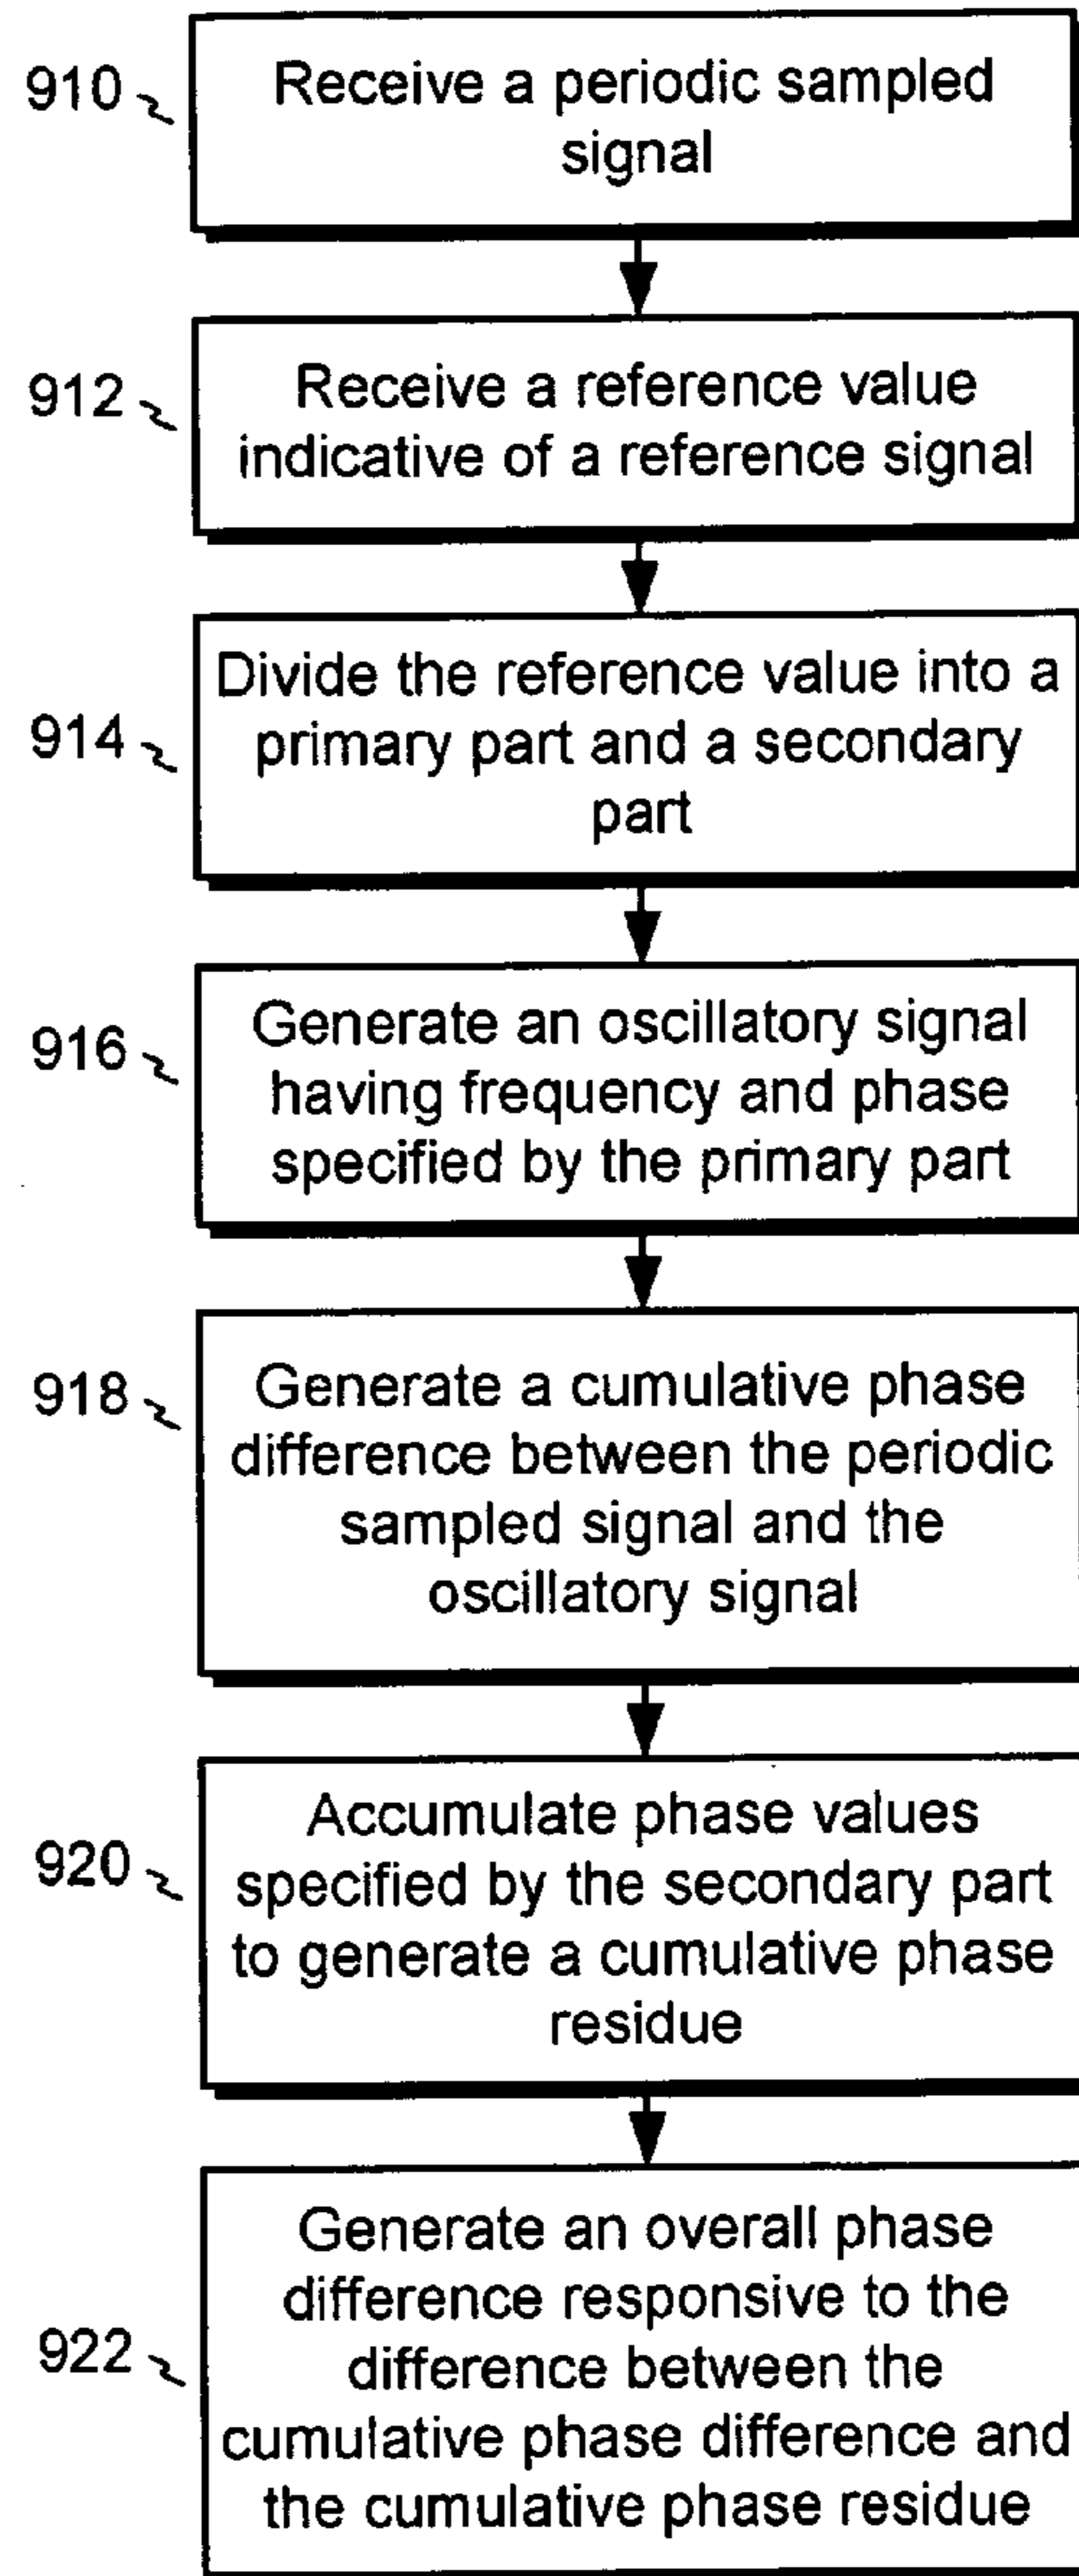 910
Receive a periodic sampled
signal
912
Receive a reference value
indicative of a reference signal
914
Divide the reference value into a
primary part and a secondary
part
916
Generate an oscillatory signal
having frequency and phase
specified by the primary part
918
Generate a cumulative phase
difference between the periodic
sampled signal and the
oscillatory signal
920
Accumulate phase values
specified by the secondary part
to generate a cumulative phase
residue
922
Generate an overall phase
difference responsive to the
difference between the
cumulative phase difference and
the cumulative phase residue